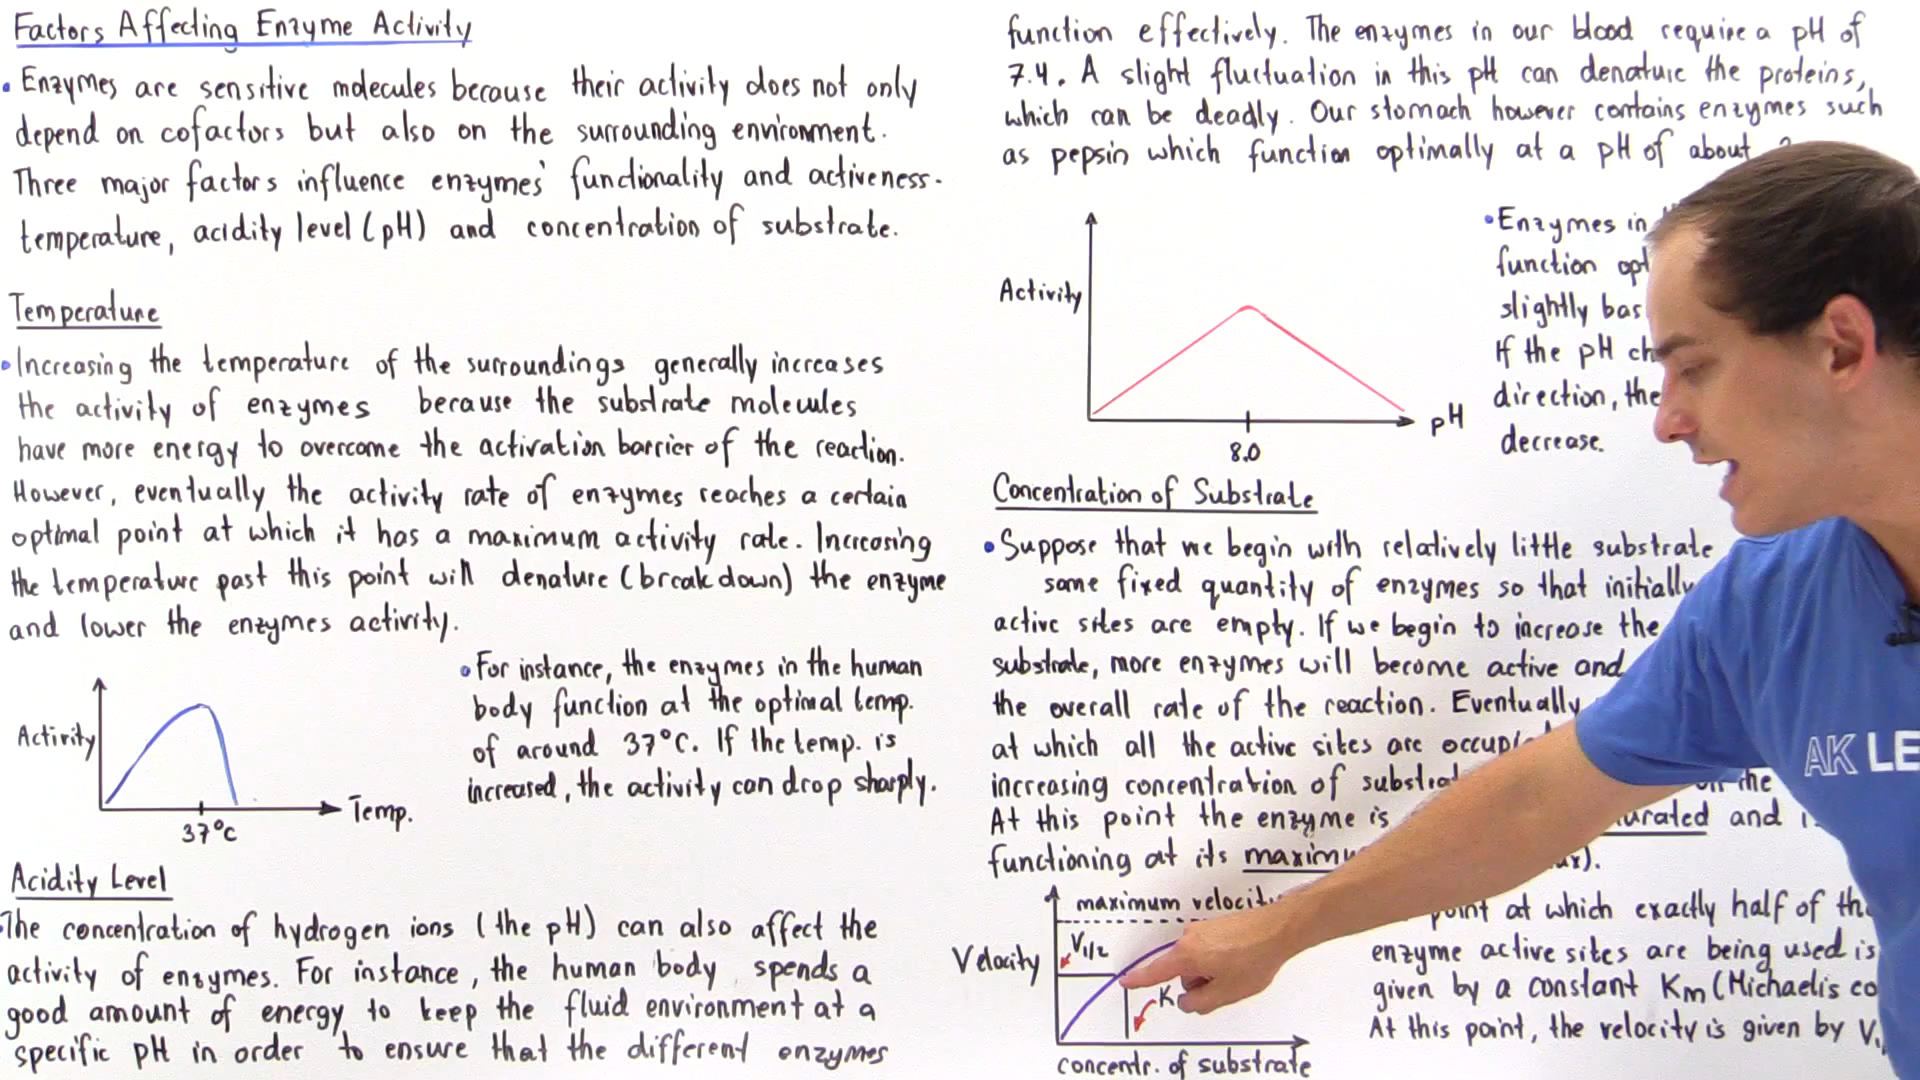 Factors Affecting Enzyme Activity
• Enzymes are sensitive molecules because their activity does not only
depend on cofactors but also on the surrounding environment.
Three major factors influence enzymes' functionality and activeness-
temperature, acidity level (pH) and concentration of substrate.
Temperature
• Increasing the temperature of the surroundings generally increases
the activity of enzymes because the substrate molecules
have more energy to overcome the activation barrier of the reaction.
However, eventually the activity rate of enzymes reaches a certain
optimal point at which it has a maximum activity rate. Increasing
the temperature past this point will denature (breakdown) the enzyme
and lower the enzymes activity.
Activity
37°C
Temp.
• For instance, the enzymes in the human
body function at the optimal temp.
of around 37°C. If the temp. is
increased, the activity can drop sharply.
Acidity Level
• The concentration of hydrogen ions (the pH) can also affect the
activity of enzymes. For instance, the human body spends a
good amount of energy to keep the fluid environment at a
specific pH in order to ensure that the different enzymes
function effectively. The enzymes in our blood require a pH of
7.4. A slight fluctuation in this pH can denature the proteins,
which can be deadly. Our stomach however contains enzymes such
as pepsin which function optimally at a pH of about
Activity
8.0
pH
• Enzymes in
function opt
slightly bas
If the pH ch
direction, the
decrease.
Concentration of Substrate
• Suppose that we begin with relatively little substrate
some fixed quantity of enzymes so that initially
active sites are empty. If we begin to increase the
substrate, more enzymes will become active and
the overall rate of the reaction. Eventually
at which all the active sites are occupi
increasing concentration of substrat the
At this point the enzyme is urated and i
functioning at its maximu ax).
maximum velocit
V1/2
Velocity
K
concentr. of substrate
point at which exactly half of the
enzyme active sites are being used is
given by a constant Km (Michaelis co
At this point, the velocity is given by V
AK LE